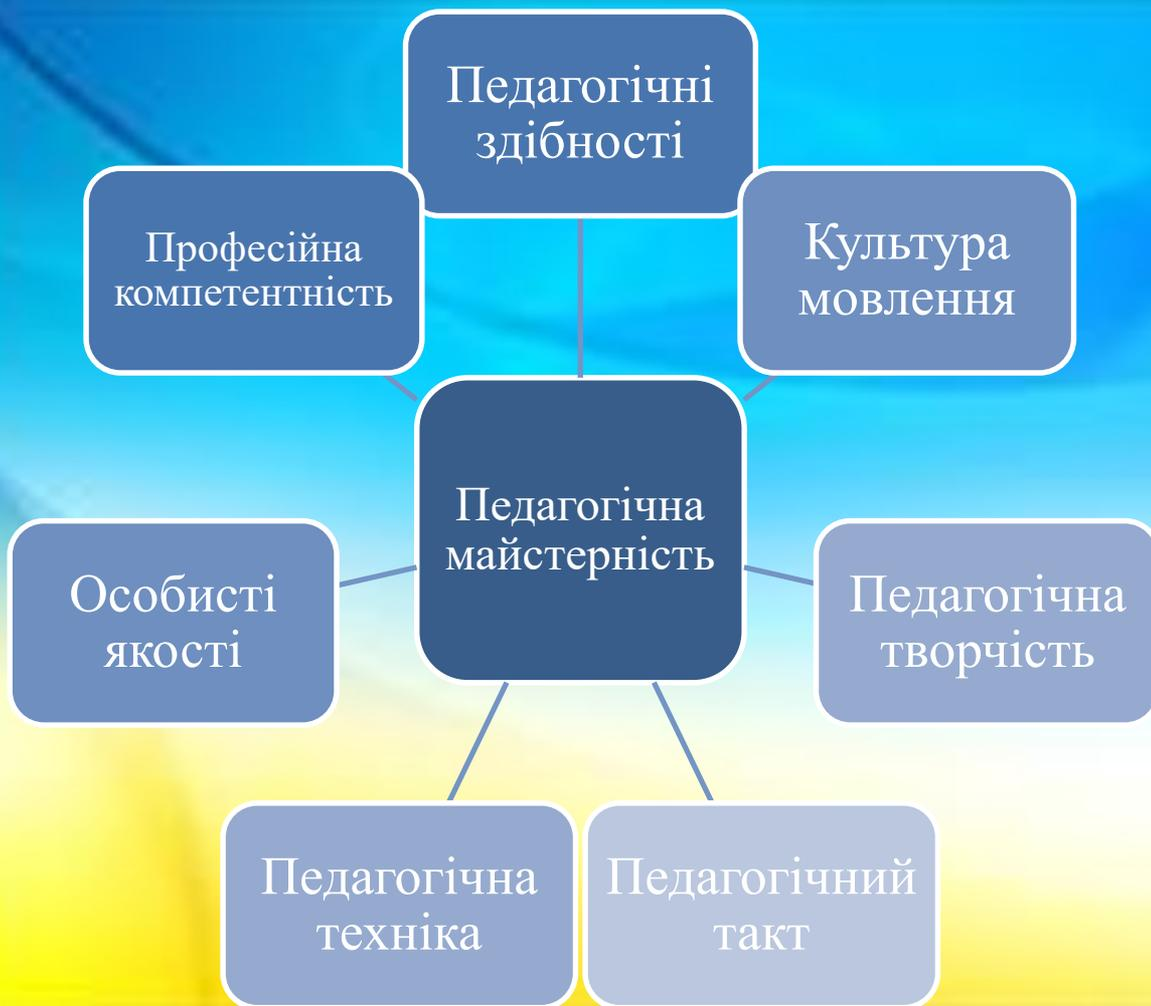 Педагогічні
здібності
Професійна
компетентність
Культура
мовлення
Педагогічна
майстерність
Особисті
якості
Педагогічна
творчість
Педагогічна
техніка
Педагогічний
такт